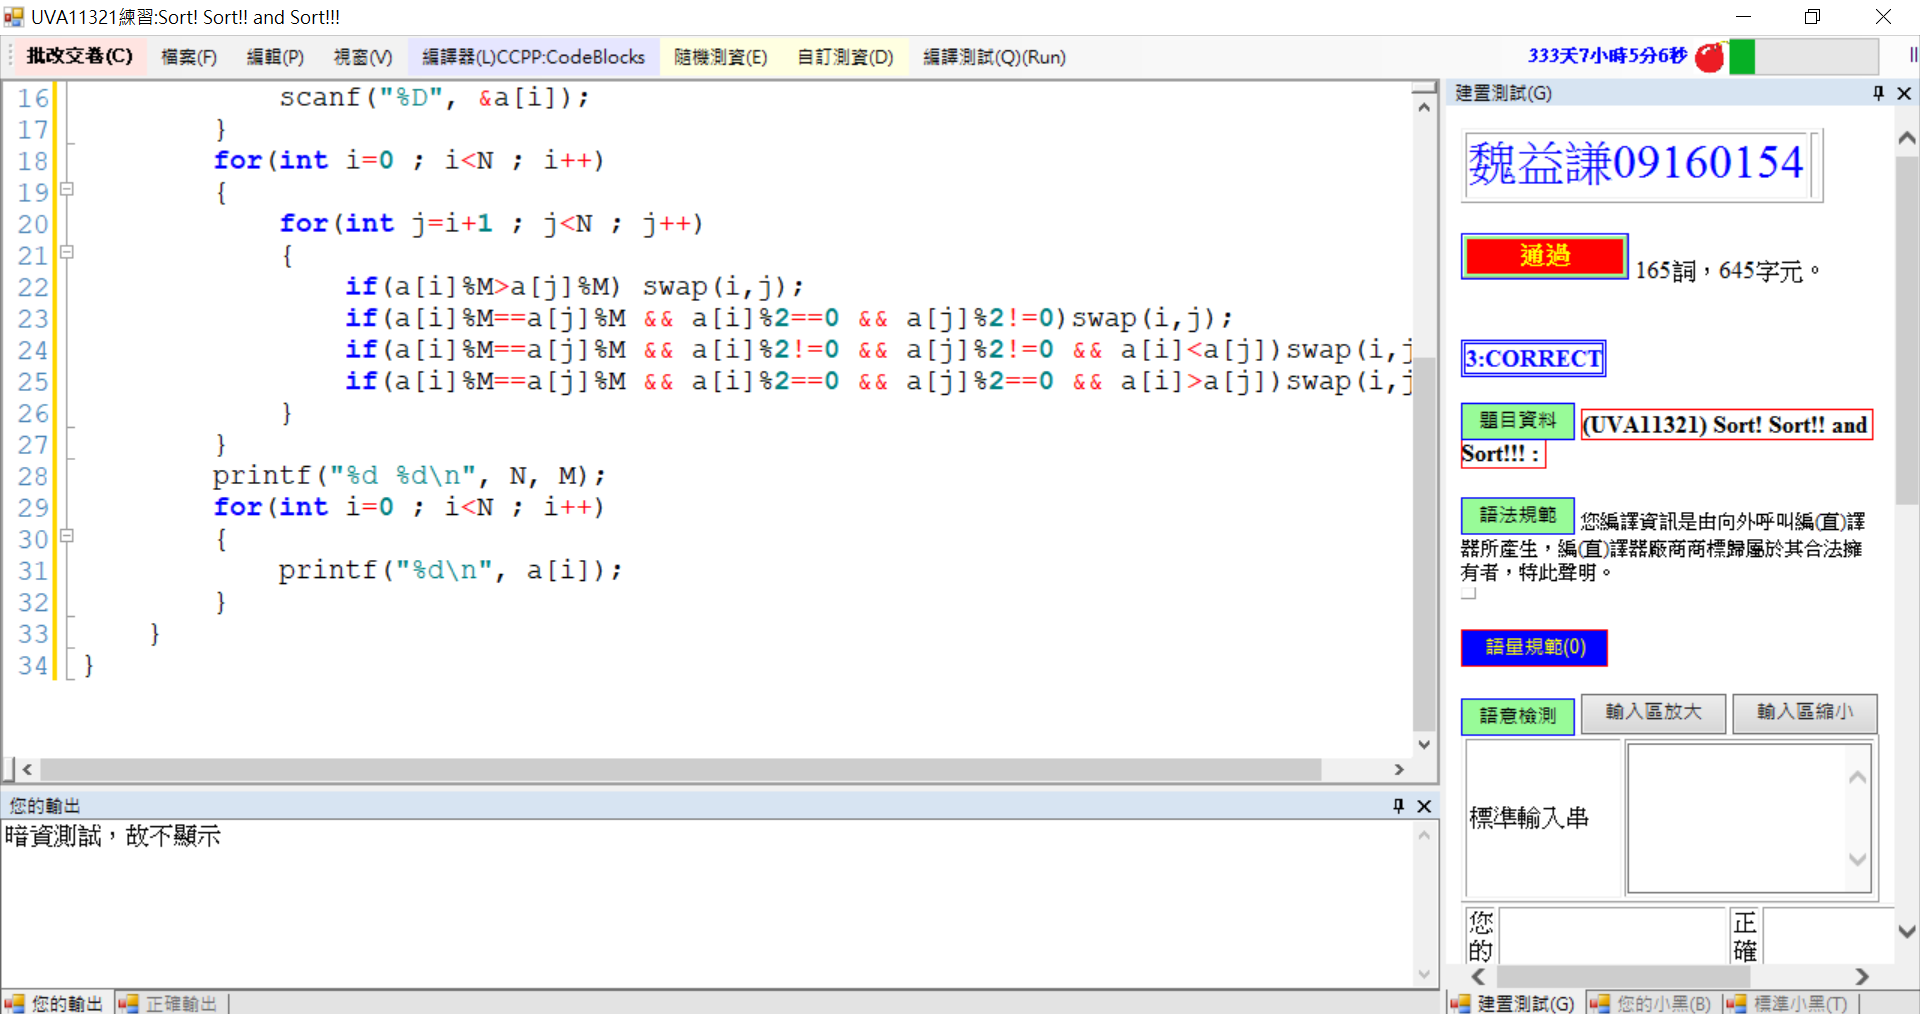 UVA11321練習:Sort! Sort!! and Sort!!!
批改交卷(C) 檔案(F) 編輯(P) 視窗(V) 編譯器(L)CCPP:CodeBlocks 隨機測資(E) 自訂測資(D) 編譯測試(Q)(Run) 333天7小時5分6秒
16 scanf("%D", &a[i]);
17 }
18 for(int i=0 ; i<N ; i++)
19 {
20 for(int j=i+1 ; j<N ; j++)
21 {
22 if(a[i]%M>a[j]%M) swap(i,j);
23 if(a[i]%M==a[j]%M && a[i]%2==0 && a[j]%2!=0)swap(i,j);
24 if(a[i]%M==a[j]%M && a[i]%2!=0 && a[j]%2!=0 && a[i]<a[j])swap(i,j
25 if(a[i]%M==a[j]%M && a[i]%2==0 && a[j]%2==0 && a[i]>a[j])swap(i,j
26 }
27 }
28 printf("%d %d\n", N, M);
29 for(int i=0 ; i<N ; i++)
30 {
31 printf("%d\n", a[i]);
32 }
33 }
34 }
您的輸出
暗資測試，故不顯示
您的輸出 正確輸出
建置測試(G)
魏益謙09160154
通過 165詞，645字元。
3:CORRECT
題目資料 (UVA11321) Sort! Sort!! and
Sort!!! :
語法規範 您編譯資訊是由向外呼叫編(直)譯
器所產生，編(直)譯器廠商商標歸屬於其合法擁
有者，特此聲明。
語量規範(0)
語意檢測 輸入區放大 輸入區縮小
標準輸入串
您的 正確
建置測試(G) 您的小黑(B) 標準小黑(T)